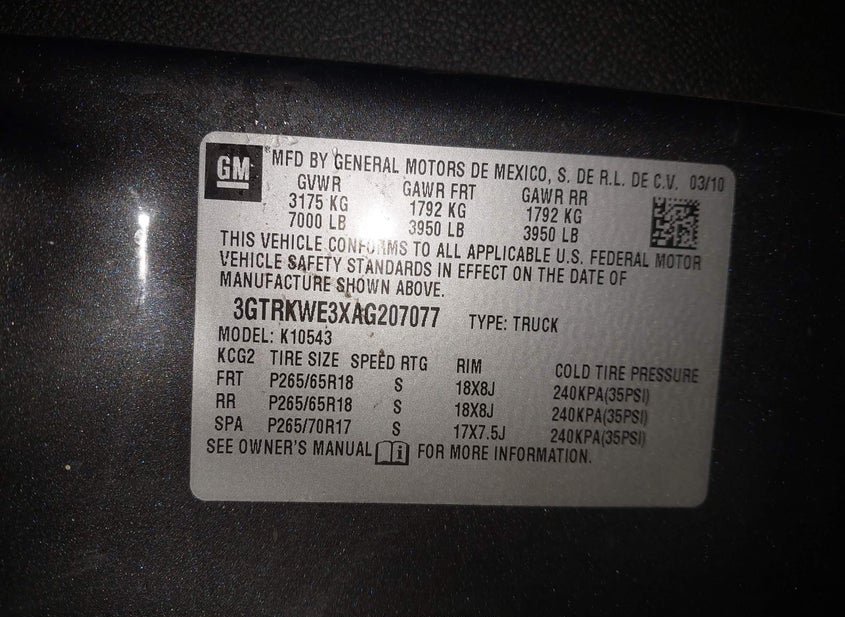 GM
MFD BY GENERAL MOTORS DE MEXICO, S. DE R.L. DE C.V. 03/10
GVWR GAWR FRT GAWR RR
3175 KG 1792 KG 1792 KG
7000 LB 3950 LB 3950 LB
THIS VEHICLE CONFORMS TO ALL APPLICABLE U.S. FEDERAL MOTOR
VEHICLE SAFETY STANDARDS IN EFFECT ON THE DATE OF
MANUFACTURE SHOWN ABOVE.
3GTRKWE3XAG207077 TYPE: TRUCK
MODEL: K10543
KCG2 TIRE SIZE SPEED RTG RIM COLD TIRE PRESSURE
FRT P265/65R18 S 18X8J 240KPA(35PSI)
RR P265/65R18 S 18X8J 240KPA(35PSI)
SPA P265/70R17 S 17X7.5J 240KPA(35PSI)
SEE OWNER'S MANUAL i FOR MORE INFORMATION.